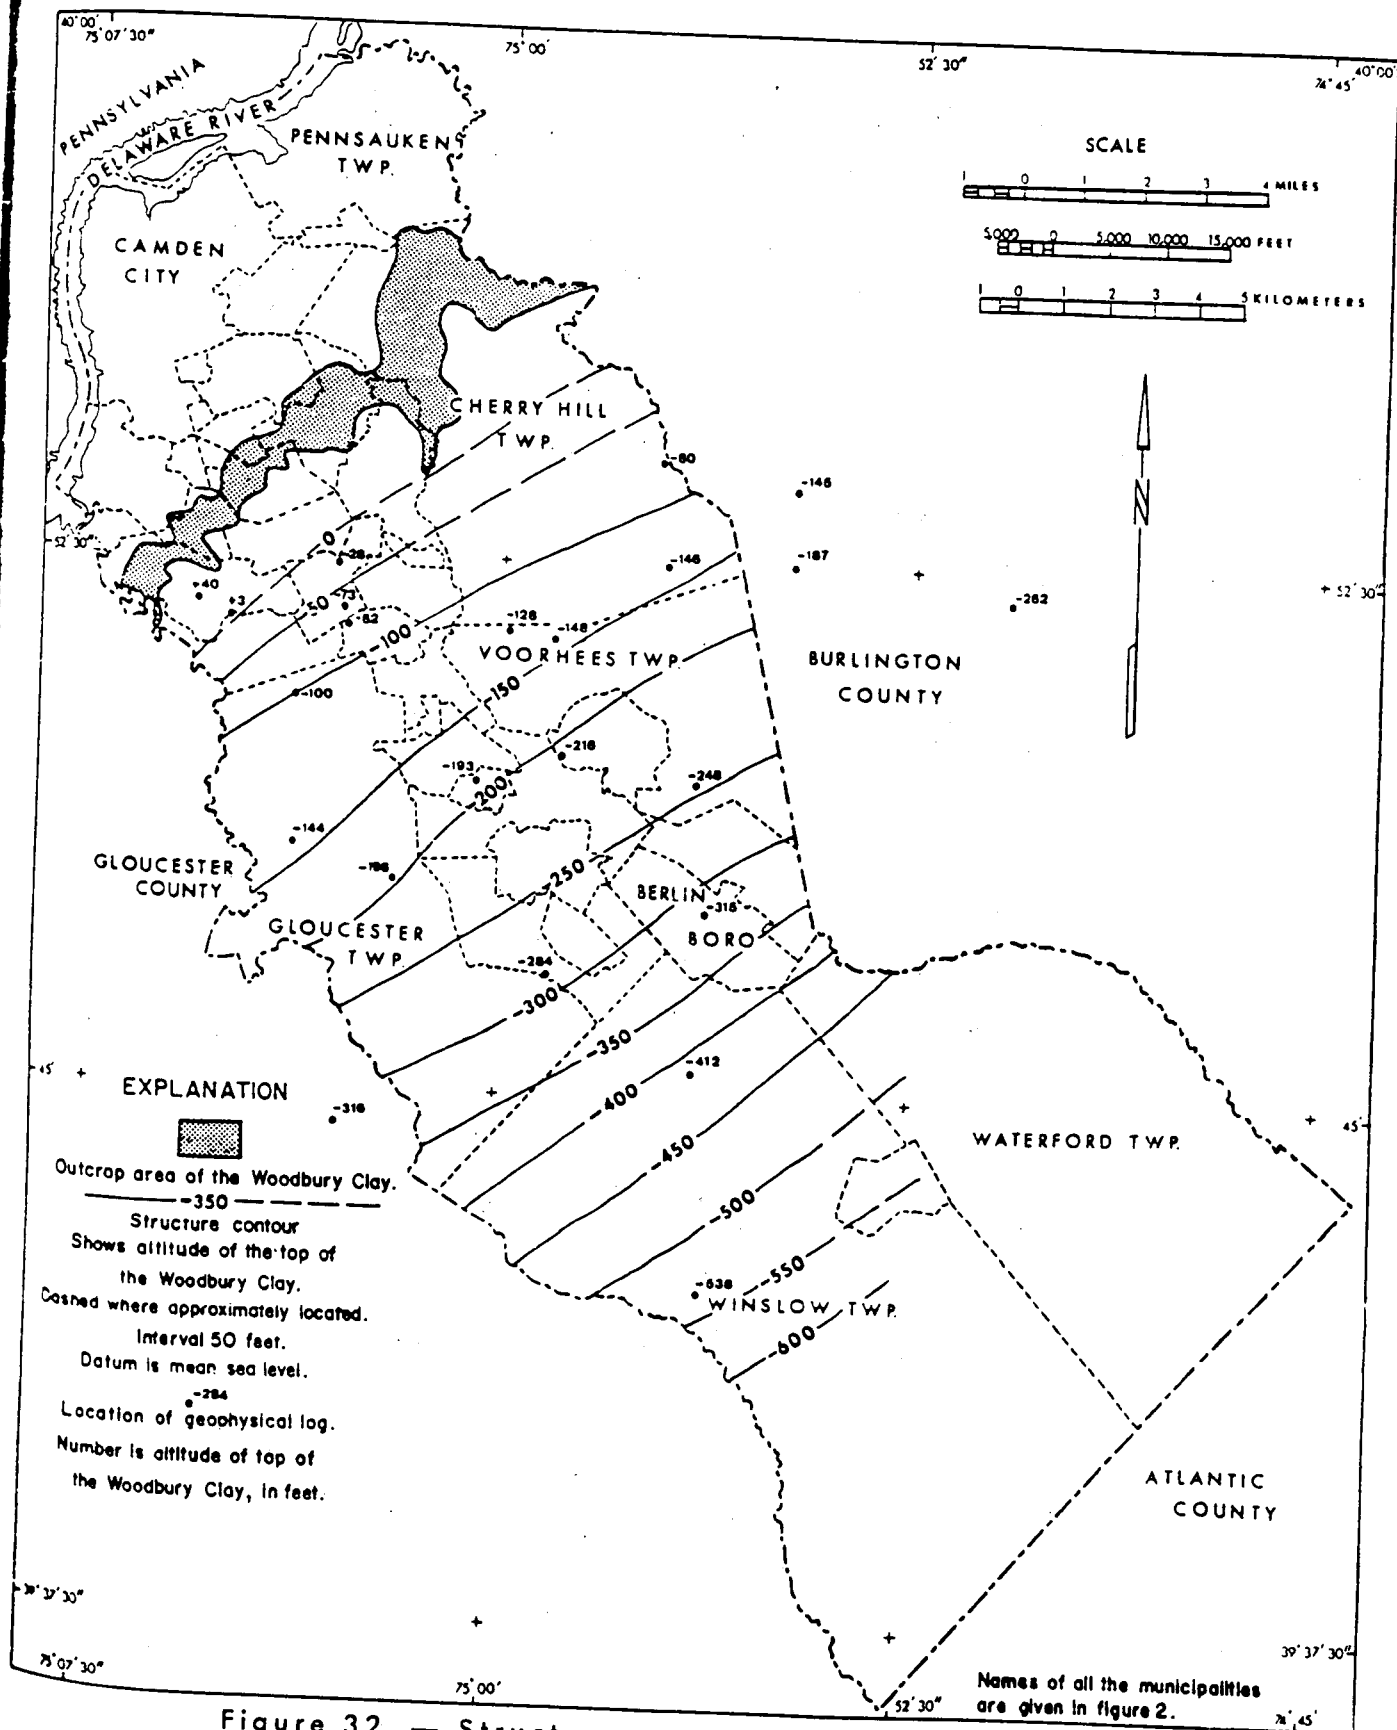 40°00'
75°07'30"
75°00'
52'30"
74°45'
40°00'
PENNSYLVANIA
DELAWARE RIVER
PENNSAUKEN
TWP.
CAMDEN
CITY
SCALE
1 0 1 2 3 4 MILES
5,000 0 5,000 10,000 15,000 FEET
1 0 1 2 3 4 5 KILOMETERS
CHERRY HILL
TWP.
N
-60
-145
52'30"
0
-28
-146
-187
-262
52'30"
+40
+3
-50
-73
-82
-100
-128
-148
VOORHEES TWP.
BURLINGTON
COUNTY
-100
-150
-216
-193
-200
-248
-144
GLOUCESTER
COUNTY
-196
-250
BERLIN
-315
BORO
GLOUCESTER
TWP.
-284
-300
-350
-412
-400
45'
EXPLANATION
-316
-450
WATERFORD TWP.
45'
Outcrop area of the Woodbury Clay.
-350
Structure contour
Shows altitude of the top of
the Woodbury Clay.
Dashed where approximately located.
Interval 50 feet.
Datum is mean sea level.
-284
Location of geophysical log.
Number is altitude of top of
the Woodbury Clay, in feet.
-500
-550
-538
WINSLOW TWP.
-600
ATLANTIC
COUNTY
39°37'30"
39°37'30"
75°07'30"
75°00'
52'30"
Names of all the municipalities
are given in figure 2.
74°45'
Figure 32. — Struct